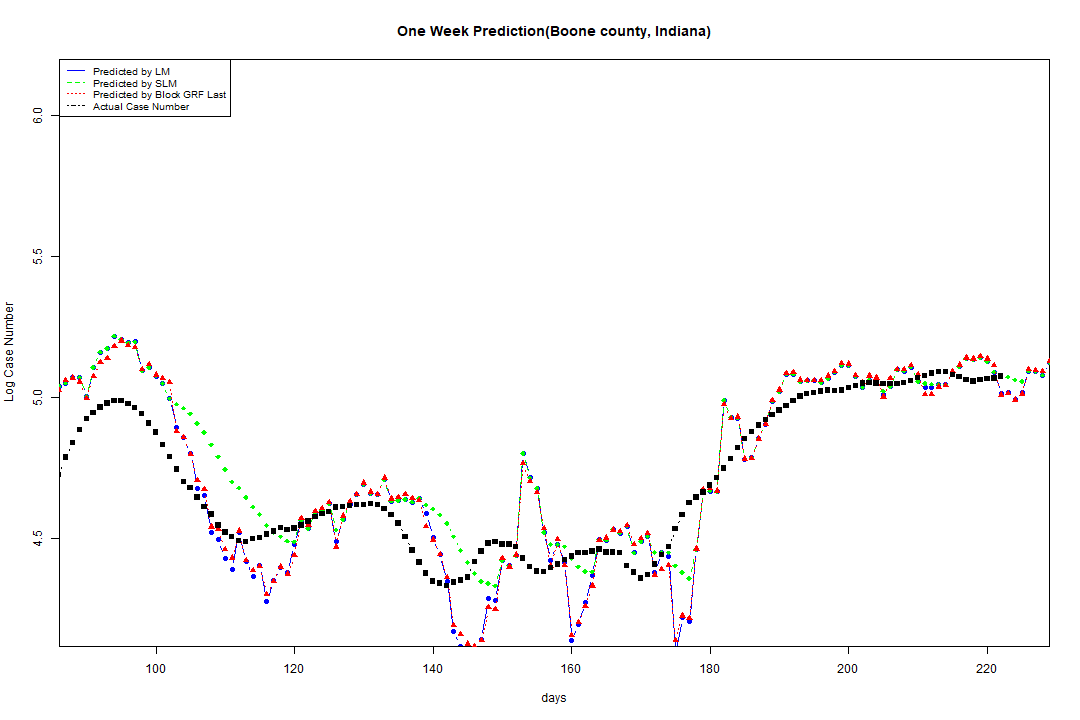 One Week Prediction(Boone county, Indiana)
Predicted by LM
Predicted by SLM
Predicted by Block GRF Last
Actual Case Number
6.0
5.5
5.0
4.5
Log Case Number
100 120 140 160 180 200 220
days